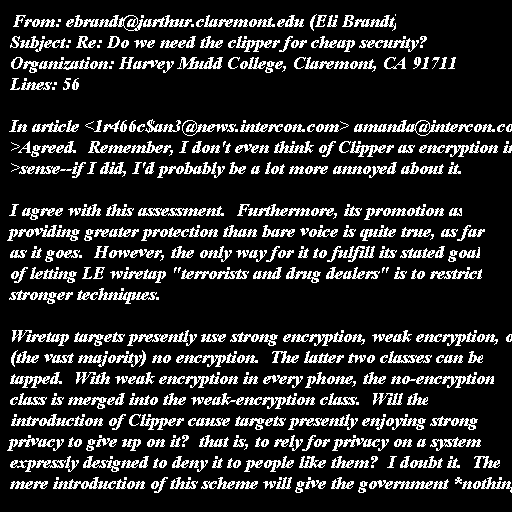 From: ebrandt@jarthur.claremont.edu (Eli Brandt)
Subject: Re: Do we need the clipper for cheap security?
Organization: Harvey Mudd College, Claremont, CA 91711
Lines: 56

In article <1r466c$an3@news.intercon.com> amanda@intercon.co
>Agreed.  Remember, I don't even think of Clipper as encryption in
>sense--if I did, I'd probably be a lot more annoyed about it.

I agree with this assessment.  Furthermore, its promotion as
providing greater protection than bare voice is quite true, as far
as it goes.  However, the only way for it to fulfill its stated goal
of letting LE wiretap "terrorists and drug dealers" is to restrict
stronger techniques.

Wiretap targets presently use strong encryption, weak encryption, o
(the vast majority) no encryption.  The latter two classes can be
tapped.  With weak encryption in every phone, the no-encryption
class is merged into the weak-encryption class.  Will the
introduction of Clipper cause targets presently enjoying strong
privacy to give up on it?  that is, to rely for privacy on a system
expressly designed to deny it to people like them?  I doubt it.  The
mere introduction of this scheme will give the government *nothing